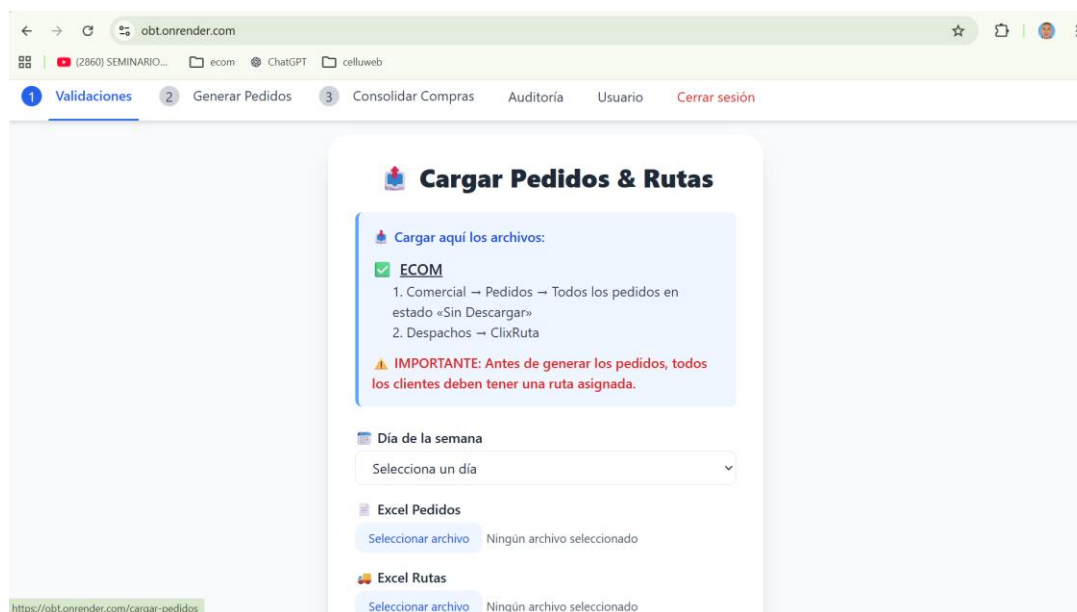 obt.onrender.com
(2860) SEMINARIO... ecom ChatGPT celluweb
1 Validaciones 2 Generar Pedidos 3 Consolidar Compras Auditoría Usuario Cerrar sesión
Cargar Pedidos & Rutas
Cargar aquí los archivos:
ECOM
1. Comercial → Pedidos → Todos los pedidos en
estado «Sin Descargar»
2. Despachos → ClixRuta
IMPORTANTE: Antes de generar los pedidos, todos
los clientes deben tener una ruta asignada.
Día de la semana
Selecciona un día
Excel Pedidos
Seleccionar archivo Ningún archivo seleccionado
Excel Rutas
Seleccionar archivo Ningún archivo seleccionado
https://obt.onrender.com/cargar-pedidos